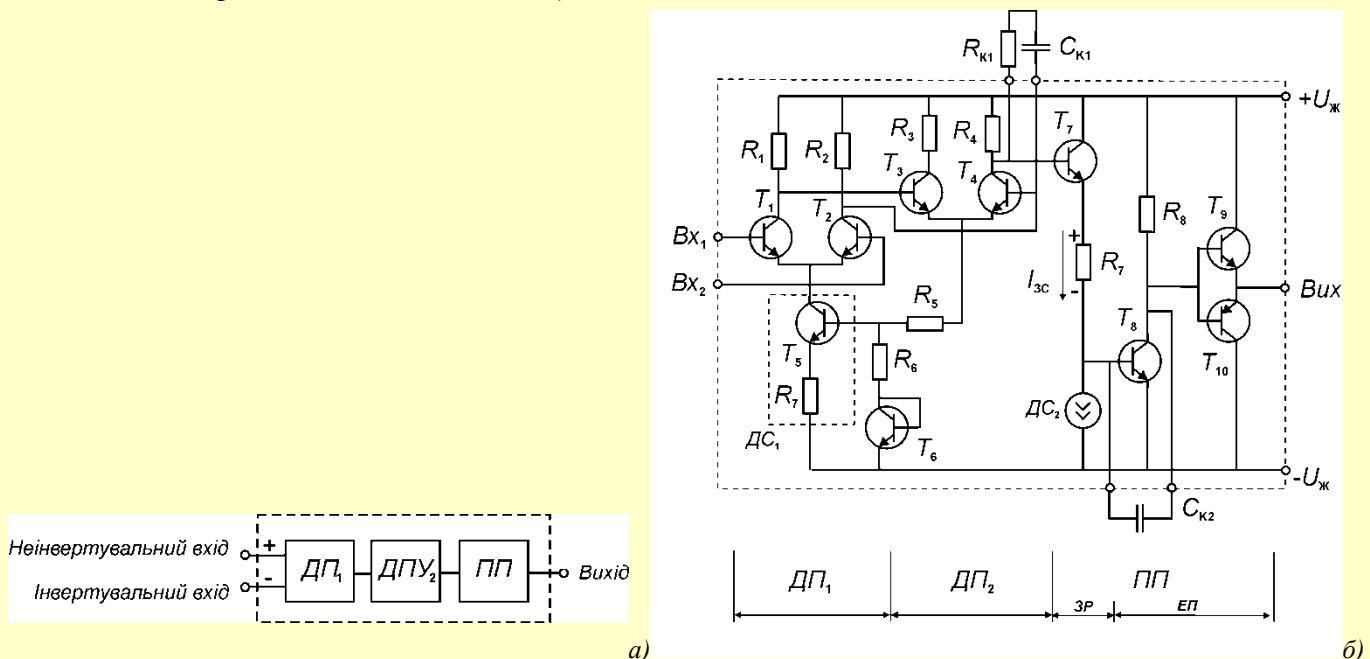 Неінвертувальний вхід
Інвертувальний вхід
+
-
ДП₁
ДПУ₂
ПП
Вихід
а)
Rк1
Cк1
+Uж
R₁
R₂
R₃
R₄
T₇
T₃
T₄
T₁
T₂
R₈
T₉
Вх₁
Вх₂
+
Iзс
-
R₇
Вих
R₅
T₅
R₆
T₈
T₁₀
R₇
ДС₂
ДС₁
T₆
-Uж
Cк2
ДП₁
ДП₂
ПП
ЗР
ЕП
б)